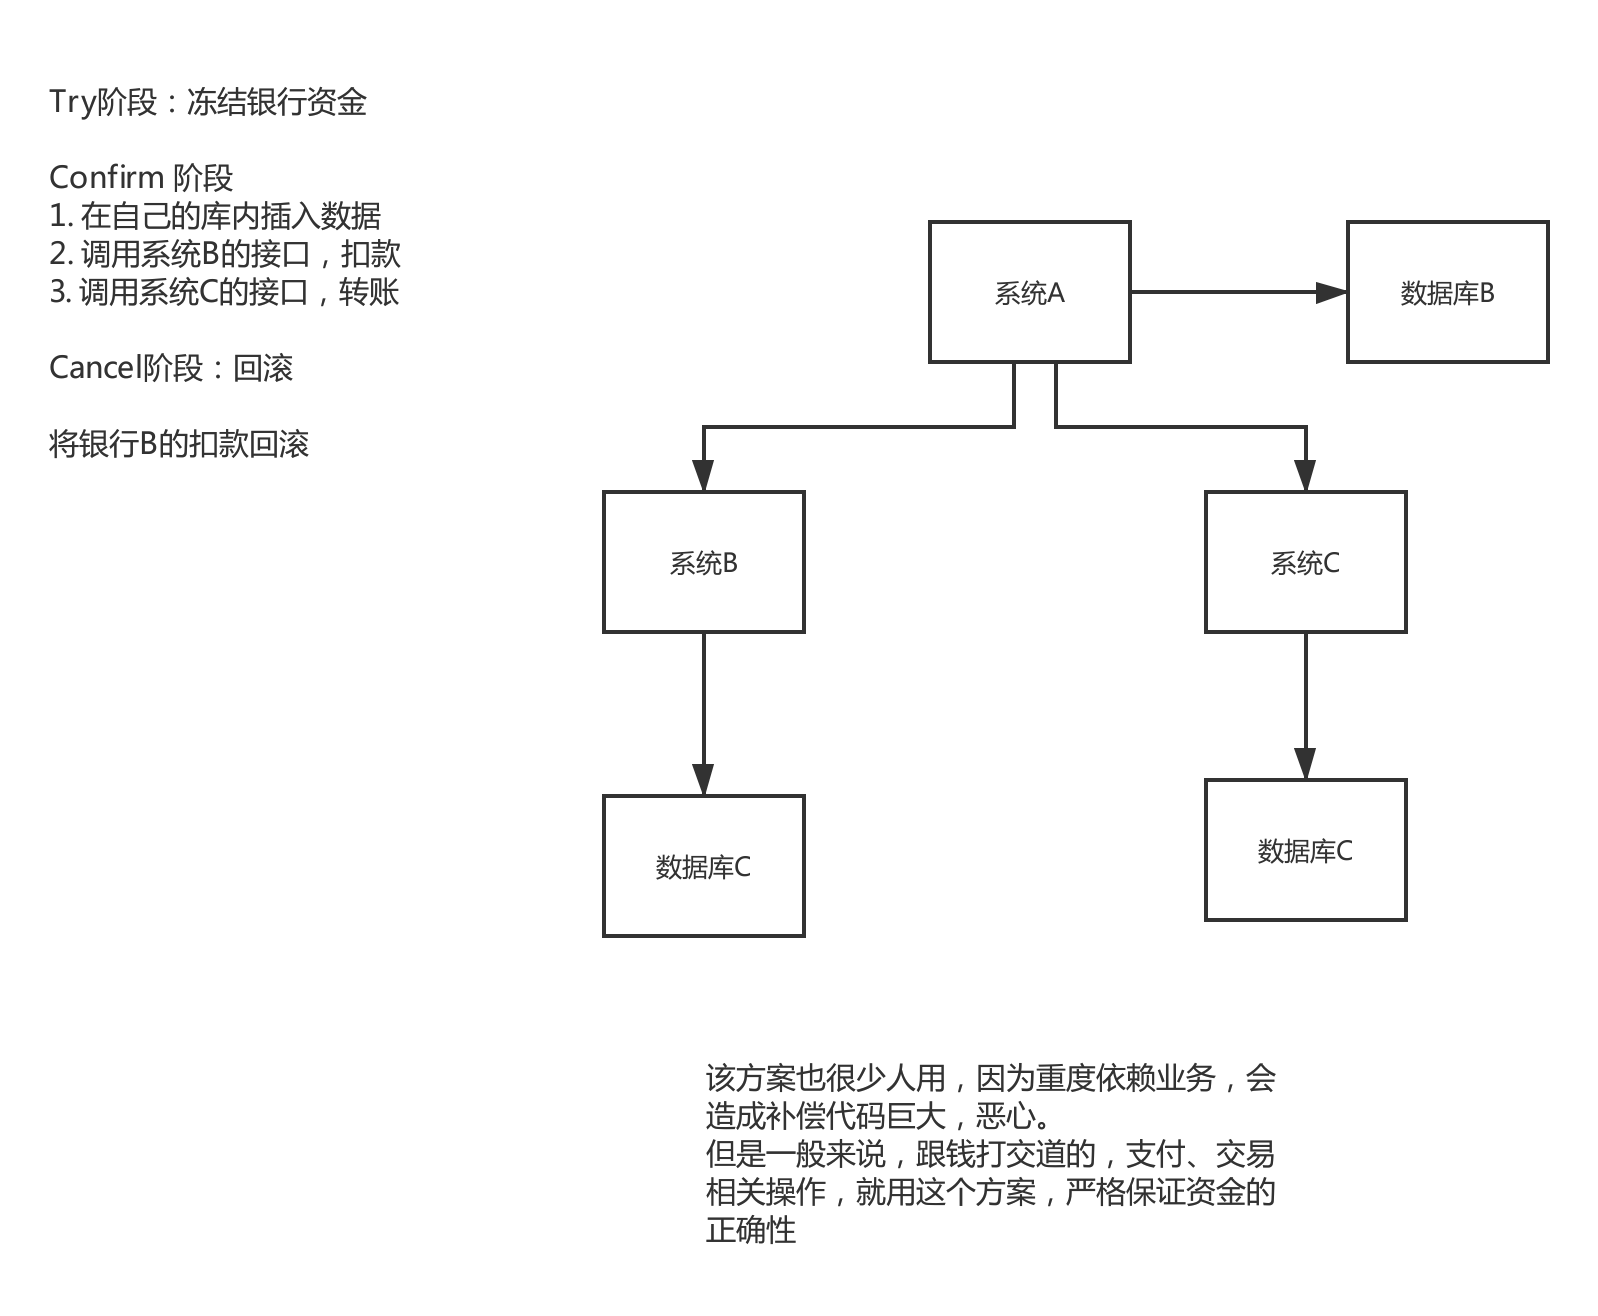 Try阶段：冻结银行资金
Confirm 阶段
1. 在自己的库内插入数据
2. 调用系统B的接口，扣款
3. 调用系统C的接口，转账
Cancel阶段：回滚
将银行B的扣款回滚
系统A
数据库B
系统B
系统C
数据库C
数据库C
该方案也很少人用，因为重度依赖业务，会
造成补偿代码巨大，恶心。
但是一般来说，跟钱打交道的，支付、交易
相关操作，就用这个方案，严格保证资金的
正确性